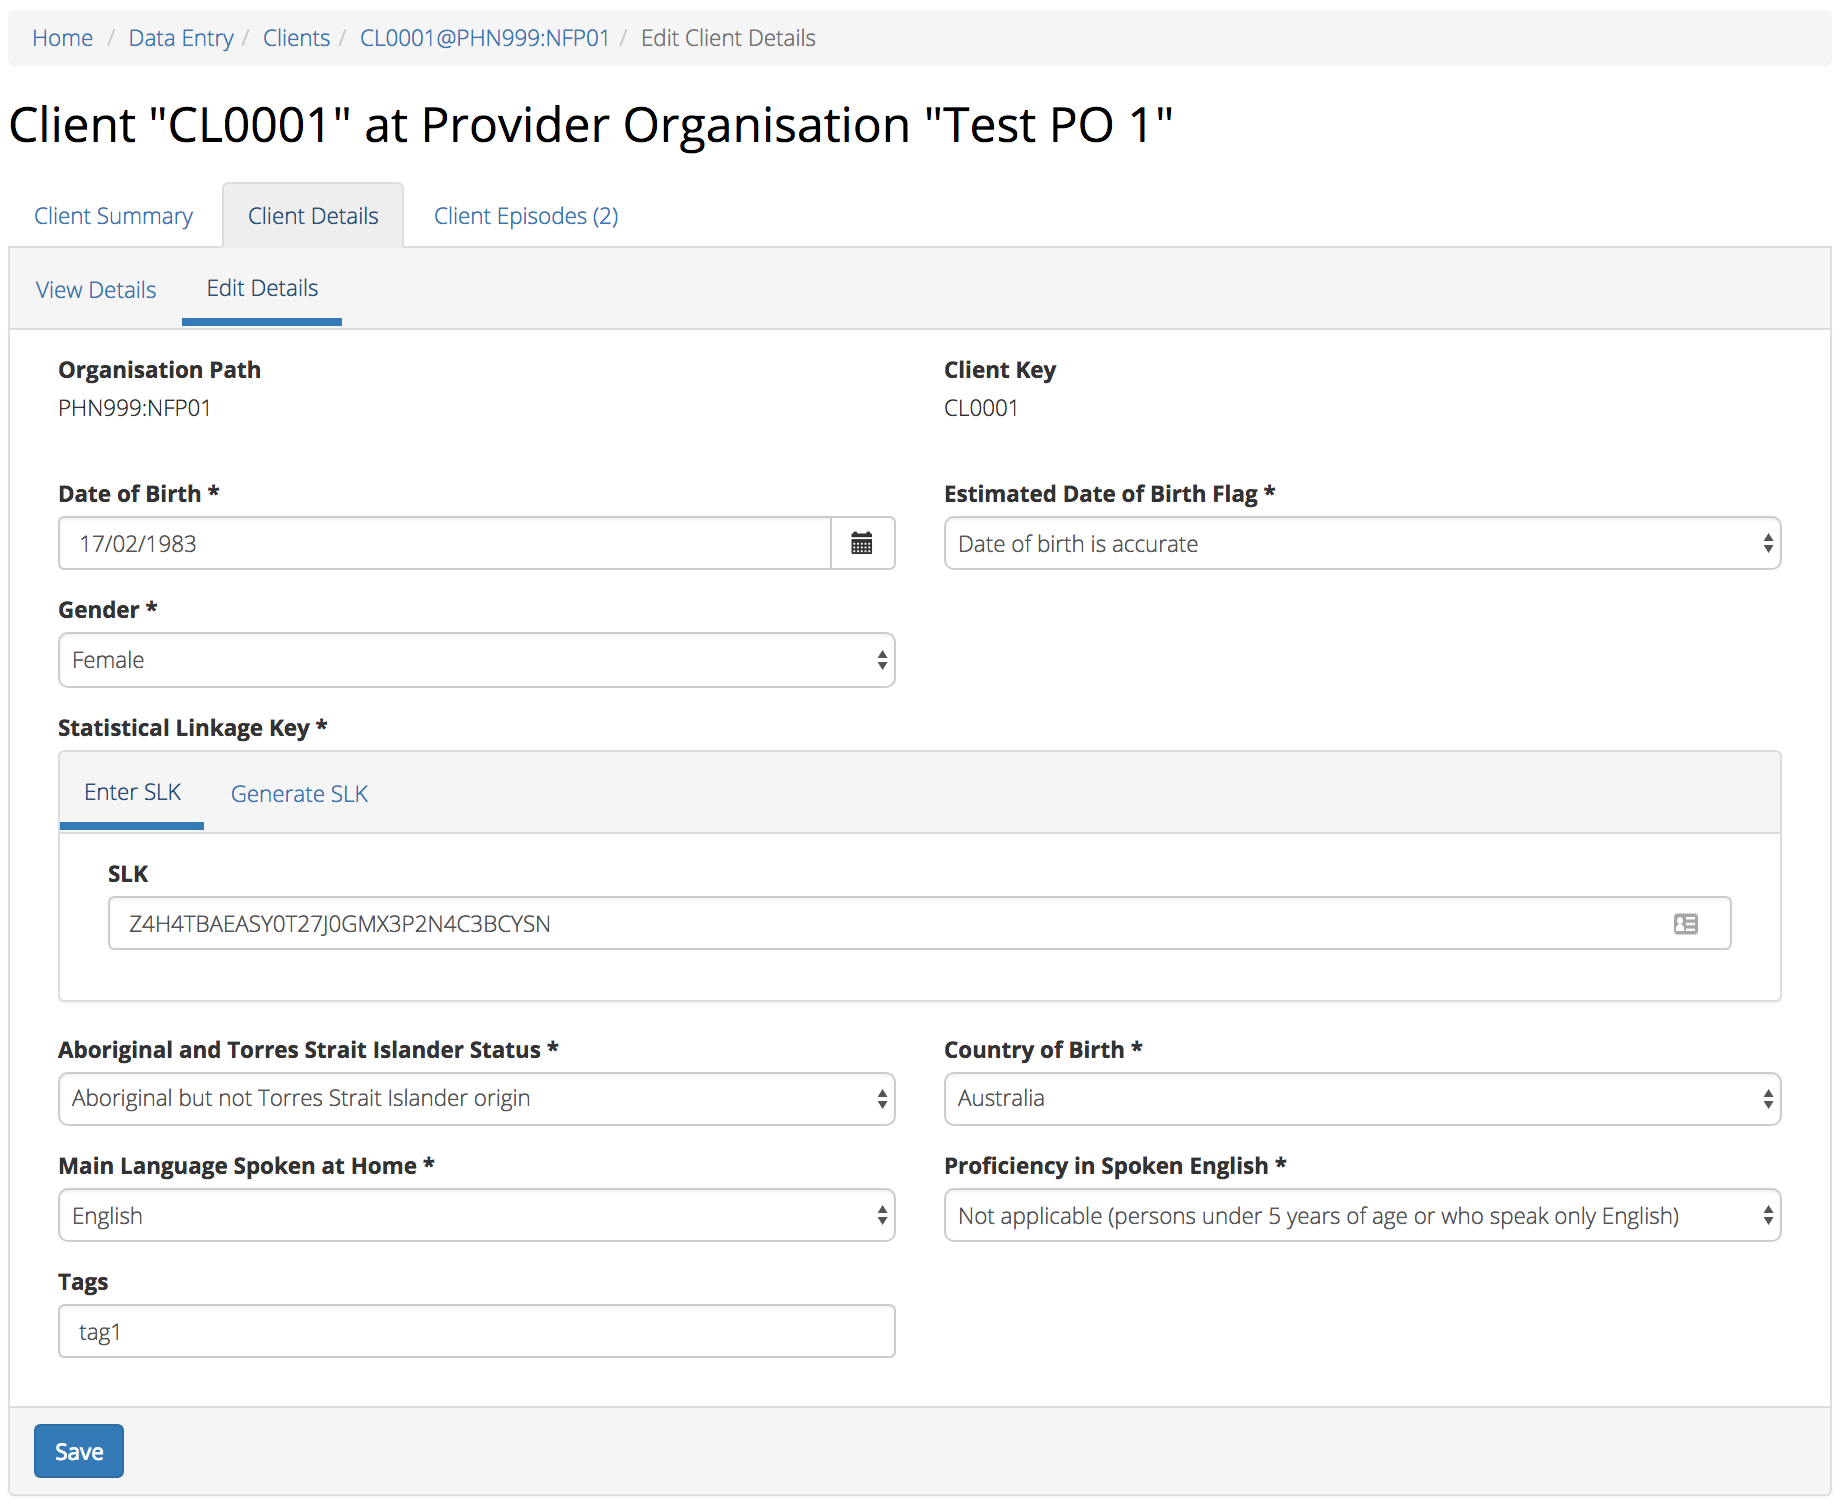 Home / Data Entry / Clients / CL0001@PHN999:NFP01 / Edit Client Details
Client "CL0001" at Provider Organisation "Test PO 1"
Client Summary Client Details Client Episodes (2)
View Details Edit Details
Organisation Path Client Key
PHN999:NFP01 CL0001
Date of Birth * Estimated Date of Birth Flag *
17/02/1983 Date of birth is accurate
Gender *
Female
Statistical Linkage Key *
Enter SLK Generate SLK
SLK
Z4H4TBAEASY0T27J0GMX3P2N4C3BCYSN
Aboriginal and Torres Strait Islander Status * Country of Birth *
Aboriginal but not Torres Strait Islander origin Australia
Main Language Spoken at Home * Proficiency in Spoken English *
English Not applicable (persons under 5 years of age or who speak only English)
Tags
tag1
Save